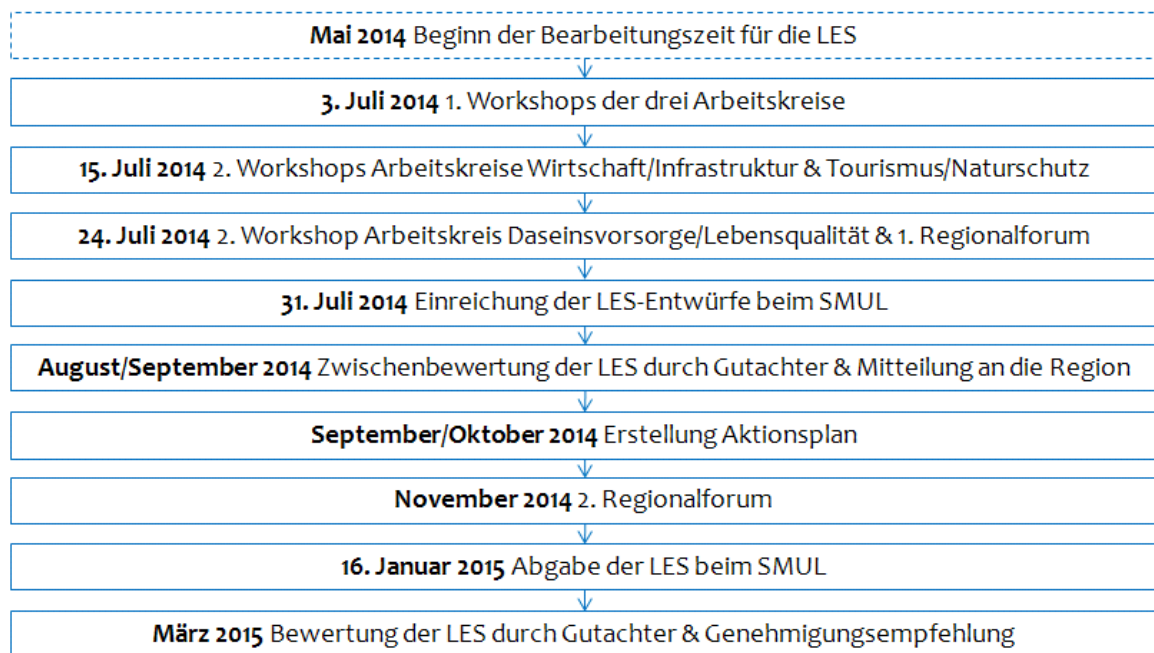 Mai 2014 Beginn der Bearbeitungszeit für die LES
3. Juli 2014 1. Workshops der drei Arbeitskreise
15. Juli 2014 2. Workshops Arbeitskreise Wirtschaft/Infrastruktur & Tourismus/Naturschutz
24. Juli 2014 2. Workshop Arbeitskreis Daseinsvorsorge/Lebensqualität & 1. Regionalforum
31. Juli 2014 Einreichung der LES-Entwürfe beim SMUL
August/September 2014 Zwischenbewertung der LES durch Gutachter & Mitteilung an die Region
September/Oktober 2014 Erstellung Aktionsplan
November 2014 2. Regionalforum
16. Januar 2015 Abgabe der LES beim SMUL
März 2015 Bewertung der LES durch Gutachter & Genehmigungsempfehlung